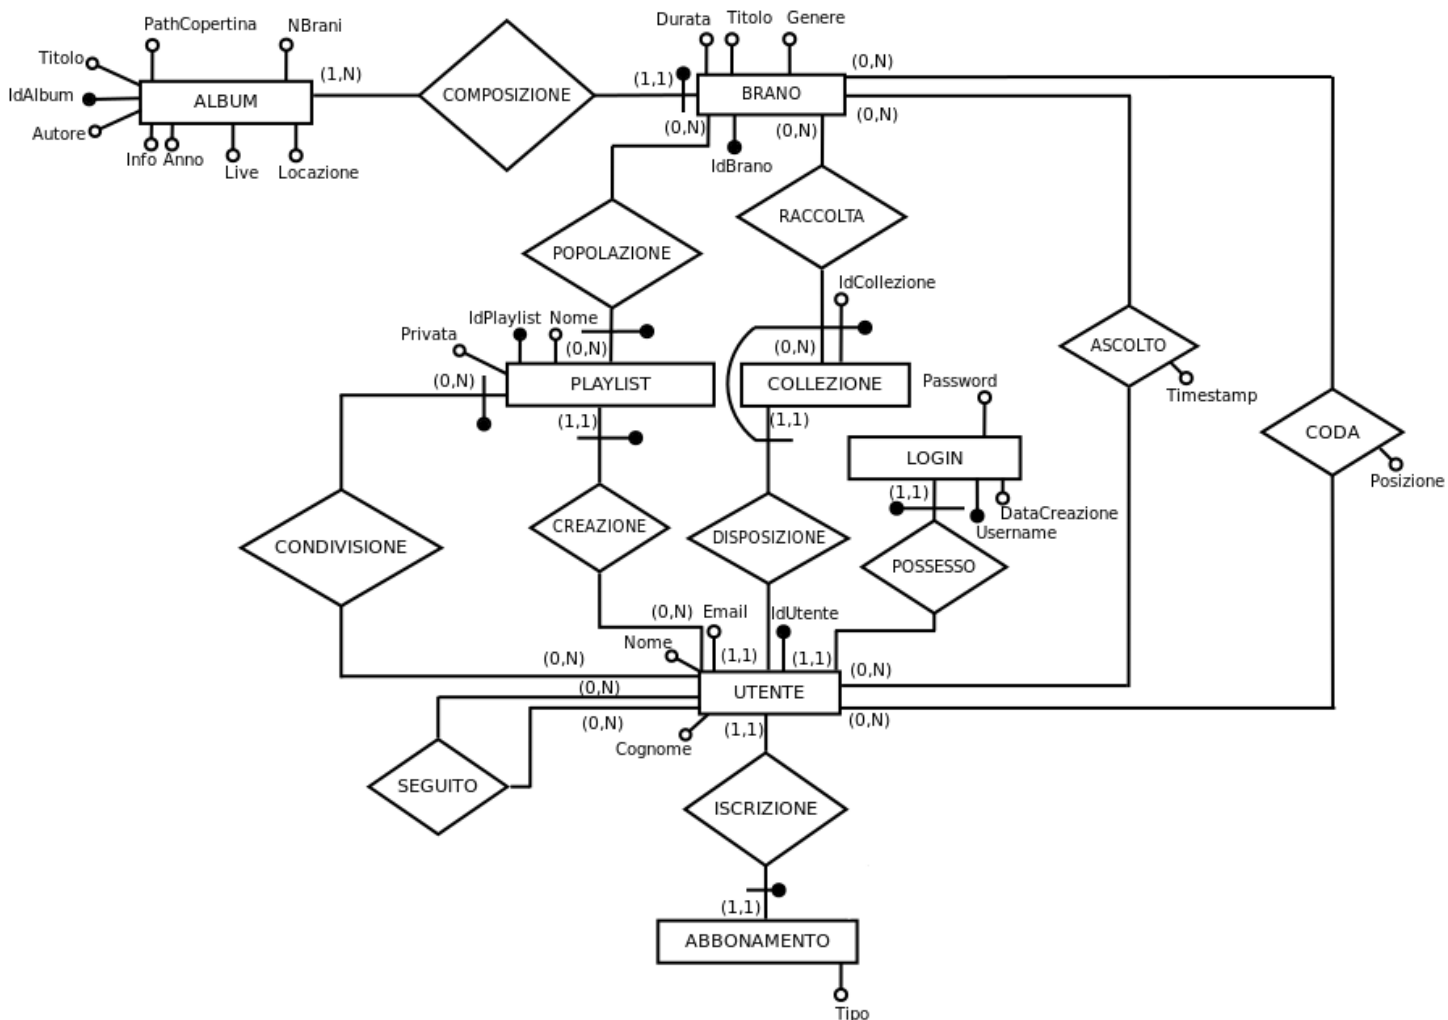 PathCopertina
NBrani
Durata
Titolo
Genere
Titolo
(1,N)
(0,N)
IdAlbum
ALBUM
COMPOSIZIONE
(1,1)
BRANO
(0,N)
Autore
(0,N)
(0,N)
Info
Anno
Live
Locazione
IdBrano
RACCOLTA
POPOLAZIONE
IdCollezione
IdPlaylist
Nome
Privata
(0,N)
(0,N)
ASCOLTO
(0,N)
PLAYLIST
COLLEZIONE
Password
Timestamp
(1,1)
(1,1)
CODA
LOGIN
Posizione
(1,1)
DataCreazione
CREAZIONE
DISPOSIZIONE
Username
CONDIVISIONE
POSSESSO
(0,N)
Email
IdUtente
Nome
(0,N)
(1,1)
(1,1)
(0,N)
(0,N)
UTENTE
(0,N)
(1,1)
(0,N)
Cognome
SEGUITO
ISCRIZIONE
(1,1)
ABBONAMENTO
Tipo